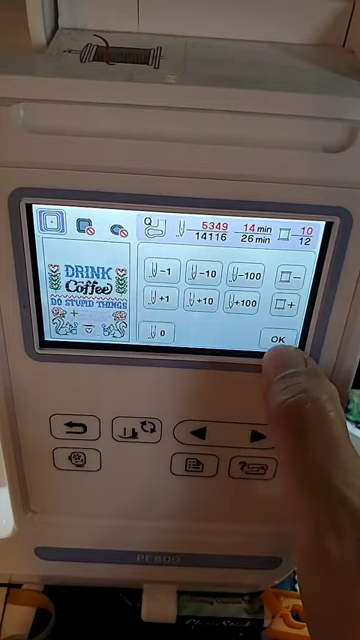 Q 5349 14 min 10
14116 26 min 12
DRINK
Coffee
DO STUPID THINGS
-1 -10 -100 -
+1 +10 +100 +
0
OK
PE800